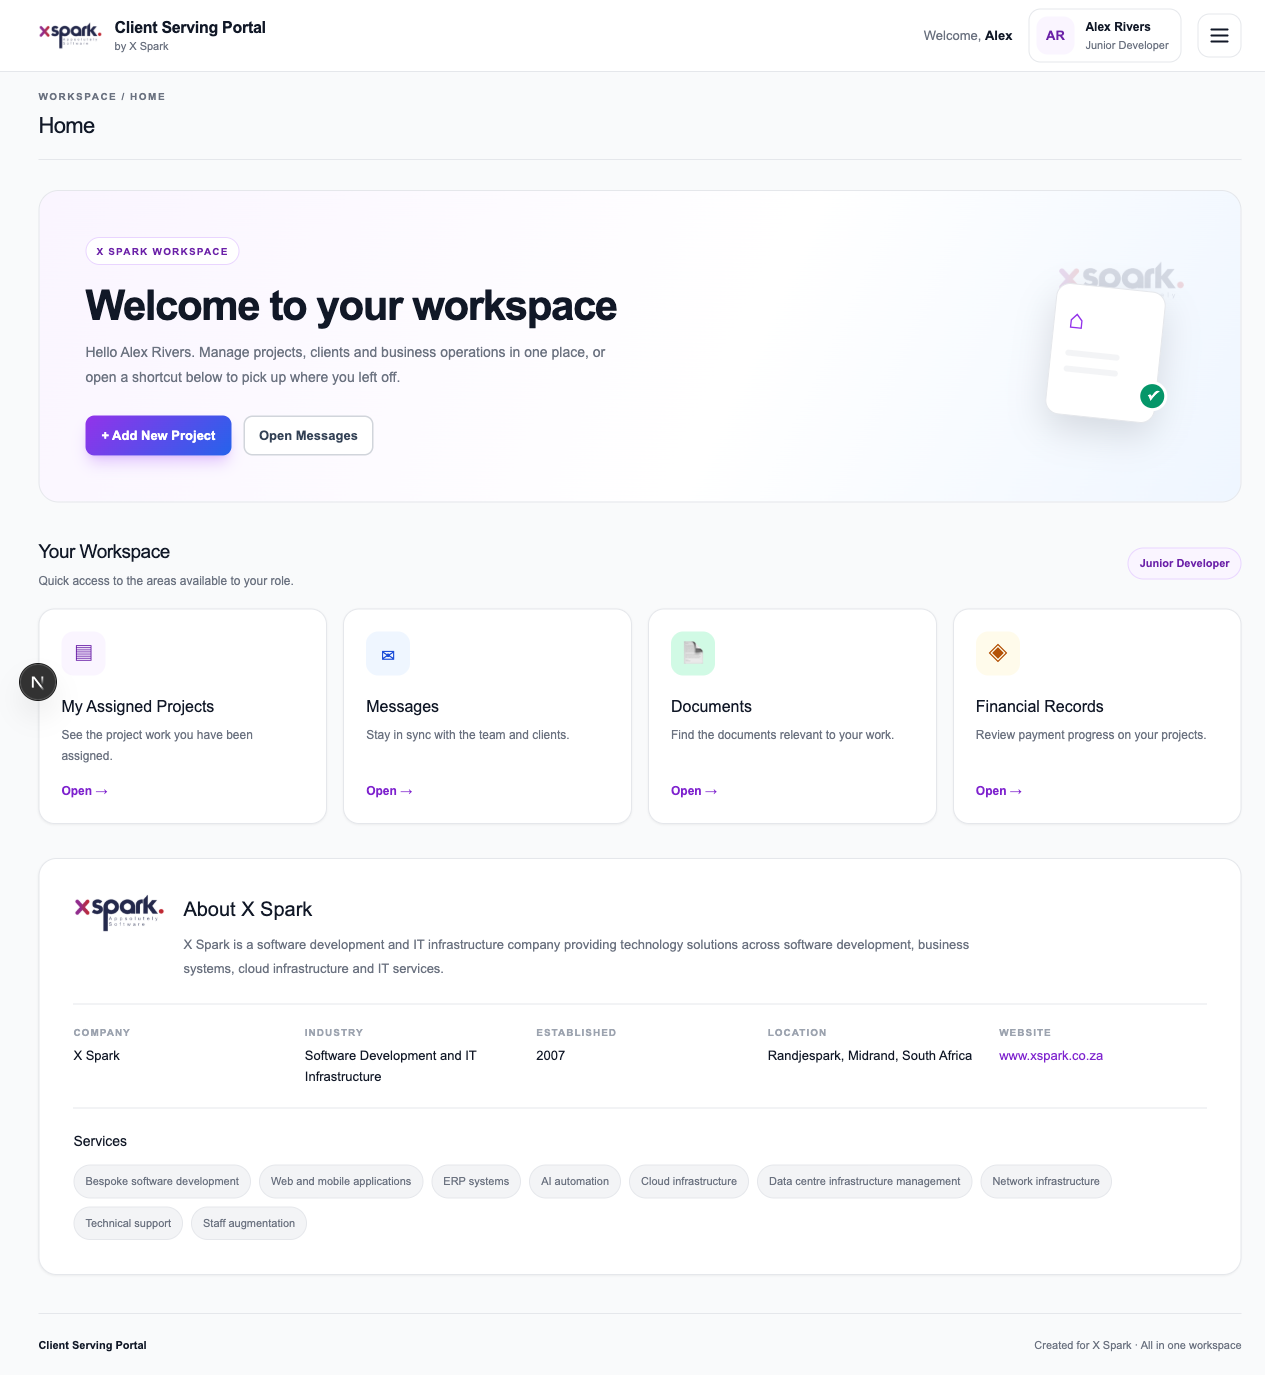 xspark.
Appsolutely
Software
Client Serving Portal
by X Spark
Welcome, Alex
AR
Alex Rivers
Junior Developer
WORKSPACE / HOME
Home
X SPARK WORKSPACE
Welcome to your workspace
Hello Alex Rivers. Manage projects, clients and business operations in one place, or
open a shortcut below to pick up where you left off.
+ Add New Project
Open Messages
xspark.
Your Workspace
Quick access to the areas available to your role.
Junior Developer
My Assigned Projects
See the project work you have been
assigned.
Open →
Messages
Stay in sync with the team and clients.
Open →
Documents
Find the documents relevant to your work.
Open →
Financial Records
Review payment progress on your projects.
Open →
N
xspark.
Appsolutely
Software
About X Spark
X Spark is a software development and IT infrastructure company providing technology solutions across software development, business
systems, cloud infrastructure and IT services.
COMPANY
X Spark
INDUSTRY
Software Development and IT
Infrastructure
ESTABLISHED
2007
LOCATION
Randjespark, Midrand, South Africa
WEBSITE
www.xspark.co.za
Services
Bespoke software development
Web and mobile applications
ERP systems
AI automation
Cloud infrastructure
Data centre infrastructure management
Network infrastructure
Technical support
Staff augmentation
Client Serving Portal
Created for X Spark · All in one workspace